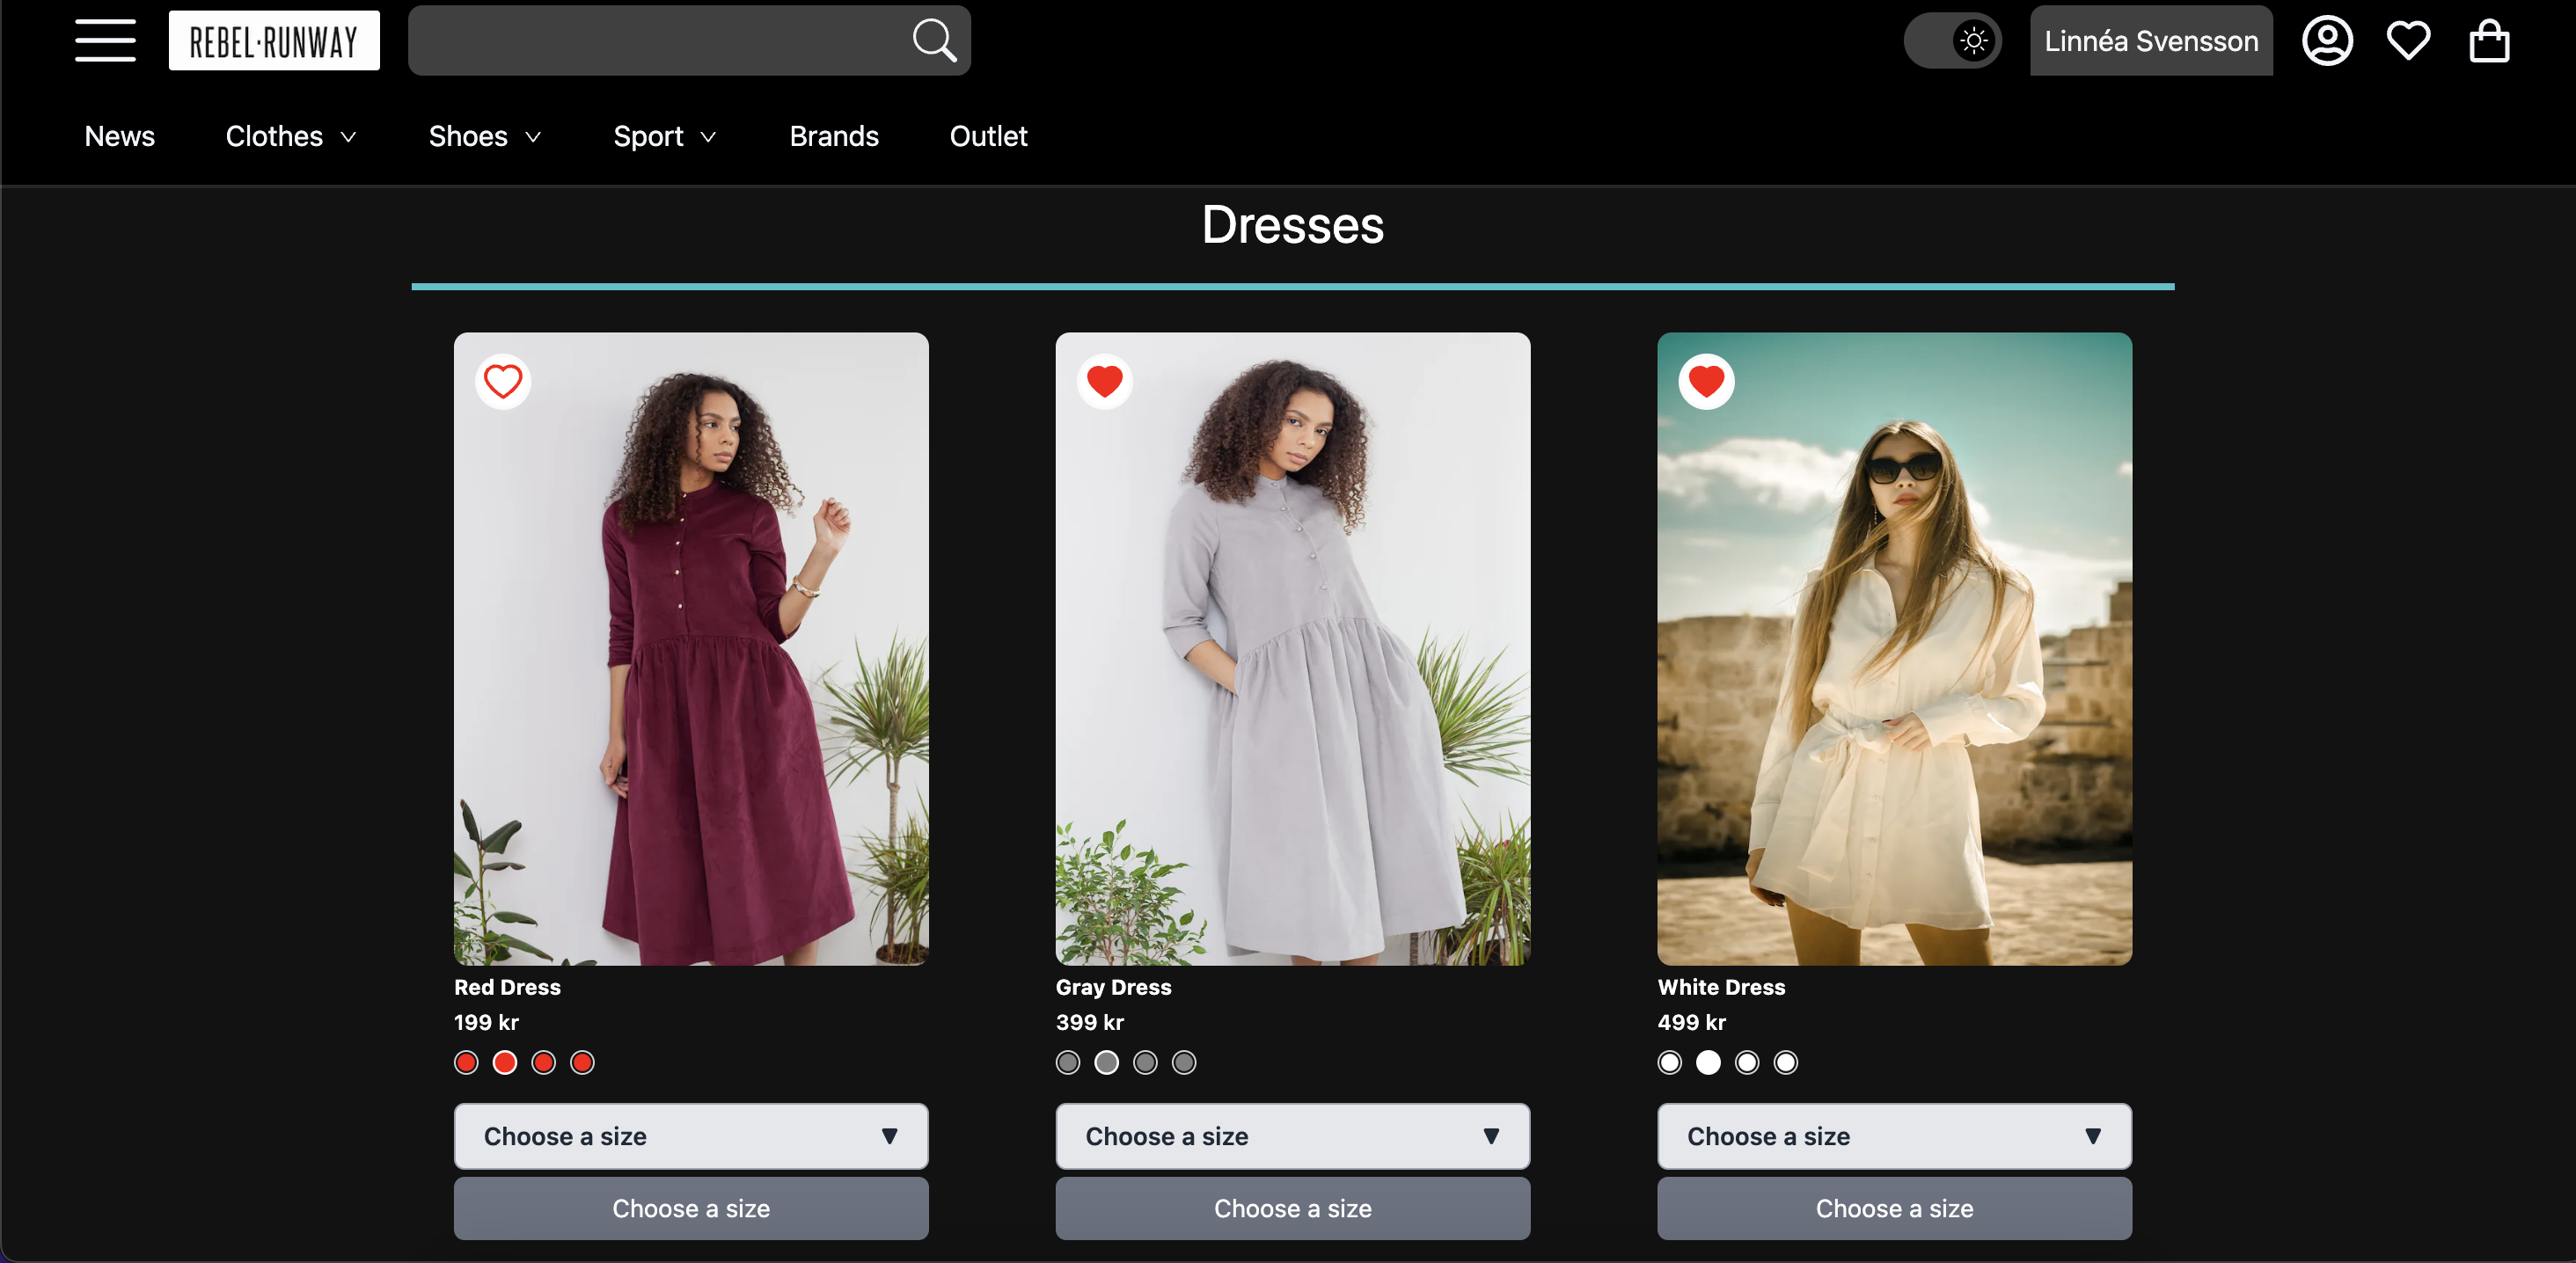 REBEL·RUNWAY
Linnéa Svensson
News Clothes Shoes Sport Brands Outlet
Dresses
Red Dress
199 kr
Choose a size
Choose a size
Gray Dress
399 kr
Choose a size
Choose a size
White Dress
499 kr
Choose a size
Choose a size